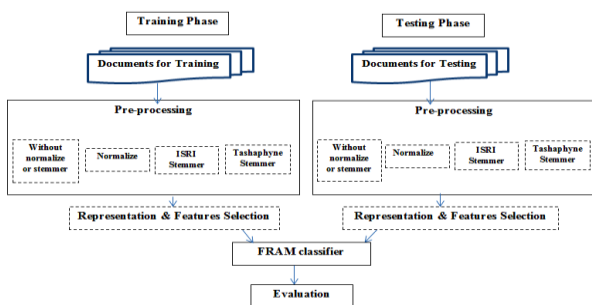 Training Phase
Testing Phase
Documents for Training
Documents for Testing
Pre-processing
Pre-processing
Without
normalize
or stemmer
Normalize
ISRI
Stemmer
Tashaphyne
Stemmer
Without
normalize
or stemmer
Normalize
ISRI
Stemmer
Tashaphyne
Stemmer
Representation & Features Selection
Representation & Features Selection
FRAM classifier
Evaluation